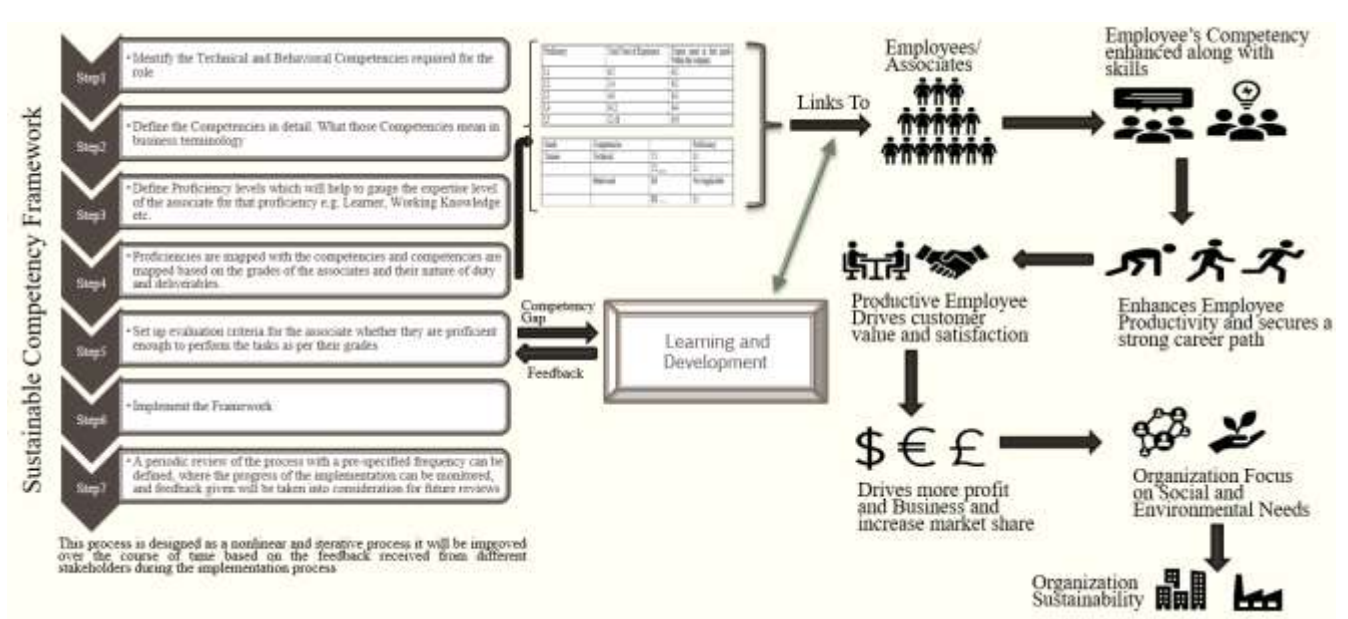 Sustainable Competency Framework
Step1
• Identify the Technical and Behavioral Competencies required for the
role
Step2
• Define the Competencies in detail. What those Competencies mean in
business terminology
Step3
• Define Proficiency levels which will help to gauge the expertise level
of the associate for that proficiency e.g. Learner, Working Knowledge
etc.
Step4
• Proficiencies are mapped with the competencies and competencies are
mapped based on the grades of the associates and their nature of duty
and deliverables.
Step5
• Set up evaluation criteria for the associate whether they are proficient
enough to perform the tasks as per their grades
Step6
• Implement the Framework
Step7
• A periodic review of the process with a pre-specified frequency can be
defined, where the progress of the implementation can be monitored,
and feedback given will be taken into consideration for future reviews
This process is designed as a nonlinear and iterative process it will be improved
over the course of time based on the feedback received from different
stakeholders during the implementation process
Competency
Gap
Feedback
Learning and
Development
Links To
Employees/
Associates
Employee's Competency
enhanced along with
skills
Enhances Employee
Productivity and secures a
strong career path
Productive Employee
Drives customer
value and satisfaction
$ € £
Drives more profit
and Business and
increase market share
Organization Focus
on Social and
Environmental Needs
Organization
Sustainability